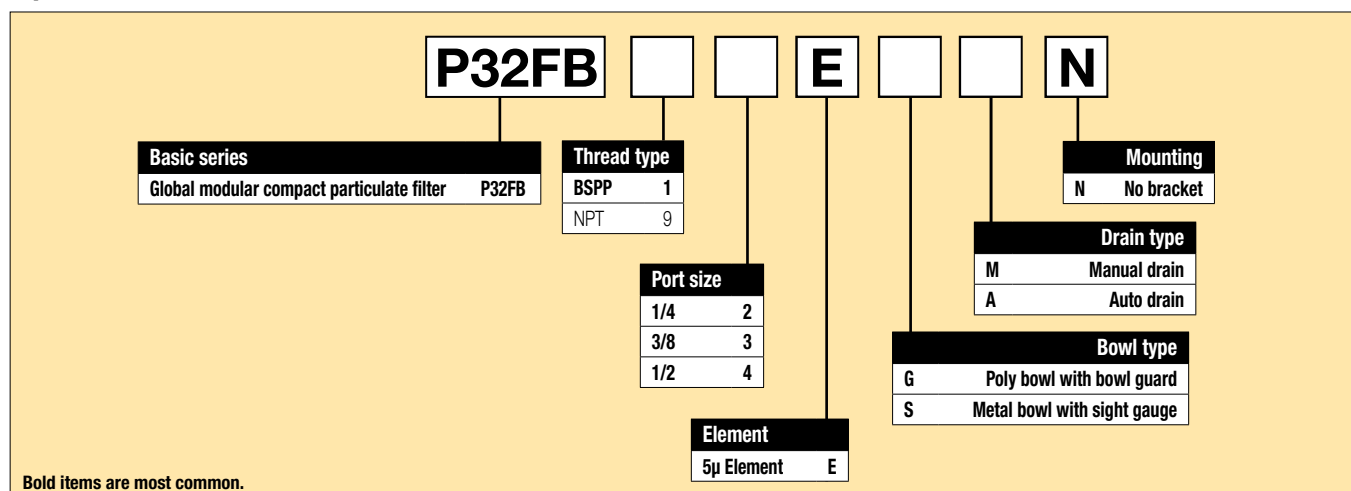 P32FB E N
Basic series
Global modular compact particulate filter P32FB
Thread type
BSPP 1
NPT 9
Port size
1/4 2
3/8 3
1/2 4
Element
5µ Element E
Mounting
N No bracket
Drain type
M Manual drain
A Auto drain
Bowl type
G Poly bowl with bowl guard
S Metal bowl with sight gauge
Bold items are most common.